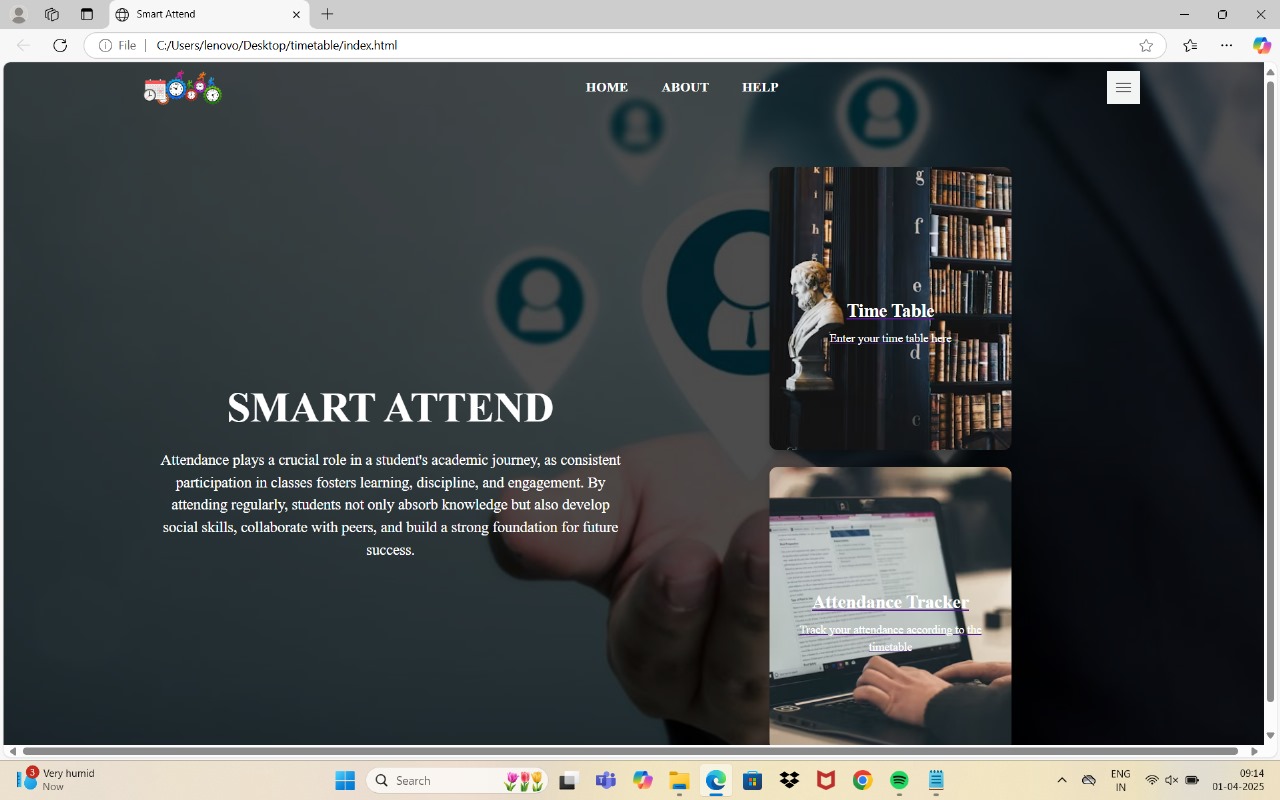 Smart Attend
File
C:/Users/lenovo/Desktop/timetable/index.html
HOME ABOUT HELP
k
i
h
g
f
e
d
c
Time Table
Enter your time table here
SMART ATTEND
Attendance plays a crucial role in a student's academic journey, as consistent
participation in classes fosters learning, discipline, and engagement. By
attending regularly, students not only absorb knowledge but also develop
social skills, collaborate with peers, and build a strong foundation for future
success.
Attendance Tracker
Track your attendance according to the
timetable
3
Very humid
Now
Search
ENG
IN
09:14
01-04-2025